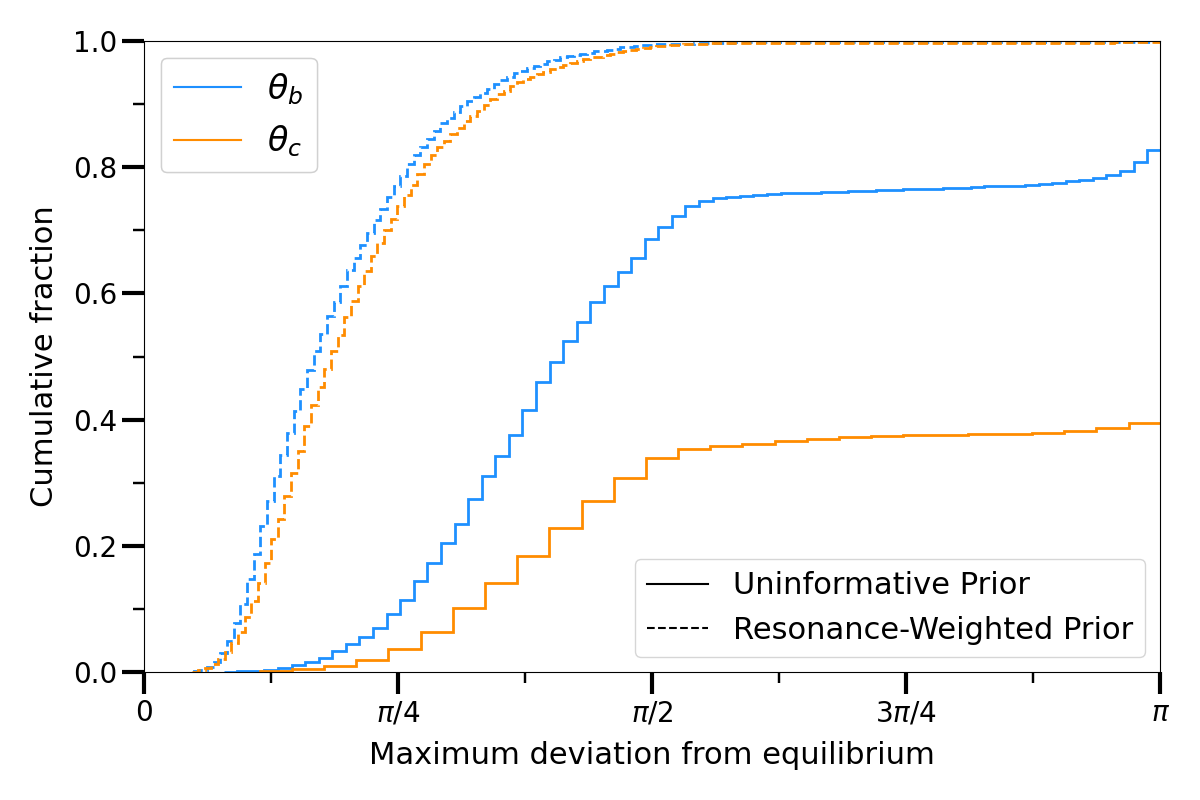 1.0
0.8
0.6
0.4
0.2
0.0
Cumulative fraction
θb
θc
Uninformative Prior
Resonance-Weighted Prior
0
π/4
π/2
3π/4
π
Maximum deviation from equilibrium